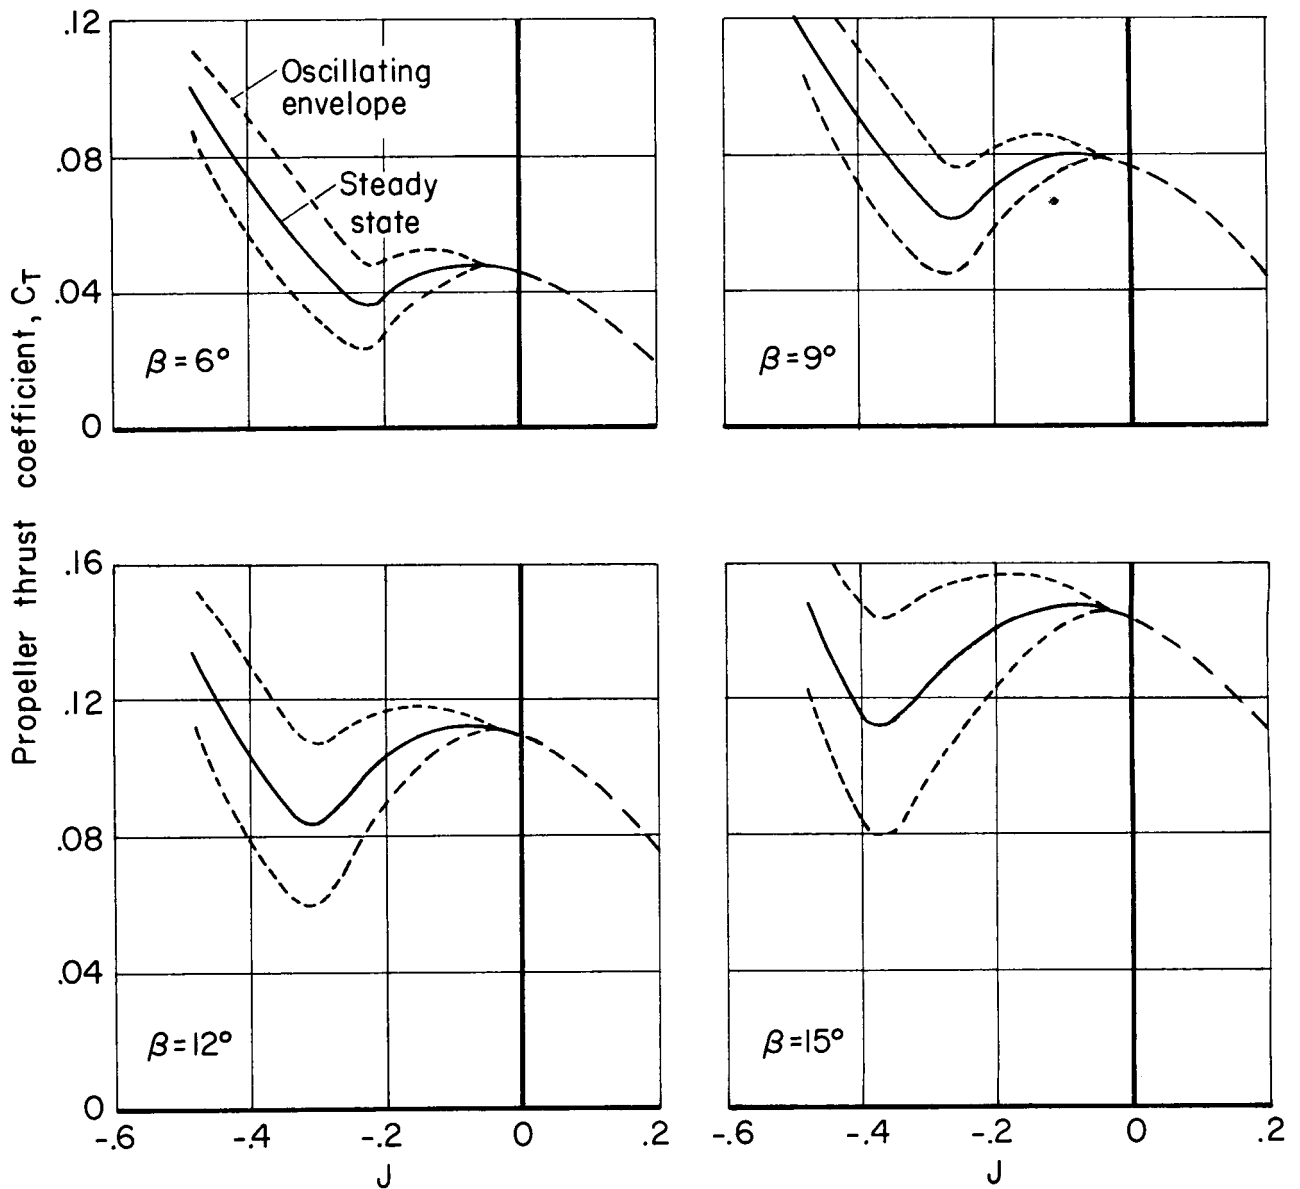 Propeller thrust coefficient, C_T
.12
.08
.04
0
Oscillating
envelope
Steady
state
β = 6°
β = 9°
.16
.12
.08
.04
0
β = 12°
β = 15°
-.6 -.4 -.2 0 .2
J
-.6 -.4 -.2 0 .2
J